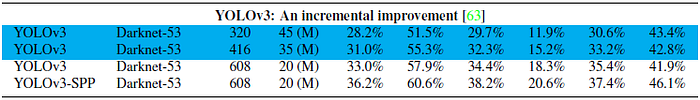 YOLOv3: An incremental improvement [63]
YOLOv3 Darknet-53 320 45 (M) 28.2% 51.5% 29.7% 11.9% 30.6% 43.4%
YOLOv3 Darknet-53 416 35 (M) 31.0% 55.3% 32.3% 15.2% 33.2% 42.8%
YOLOv3 Darknet-53 608 20 (M) 33.0% 57.9% 34.4% 18.3% 35.4% 41.9%
YOLOv3-SPP Darknet-53 608 20 (M) 36.2% 60.6% 38.2% 20.6% 37.4% 46.1%